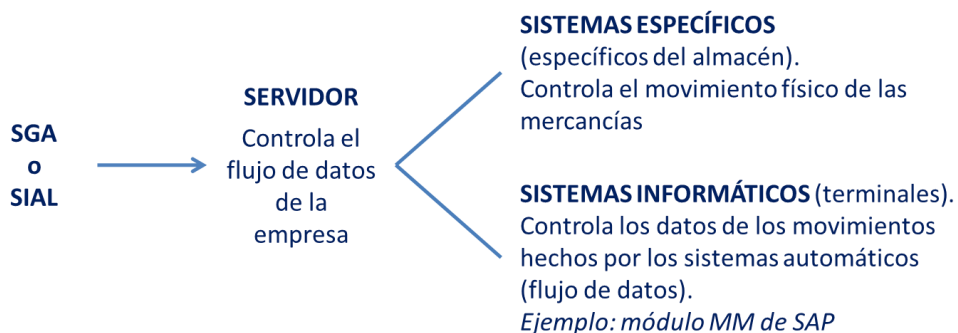 SGA
o
SIAL
SERVIDOR
Controla el
flujo de datos
de la
empresa
SISTEMAS ESPECÍFICOS
(específicos del almacén).
Controla el movimiento físico de las
mercancías
SISTEMAS INFORMÁTICOS (terminales).
Controla los datos de los movimientos
hechos por los sistemas automáticos
(flujo de datos).
Ejemplo: módulo MM de SAP